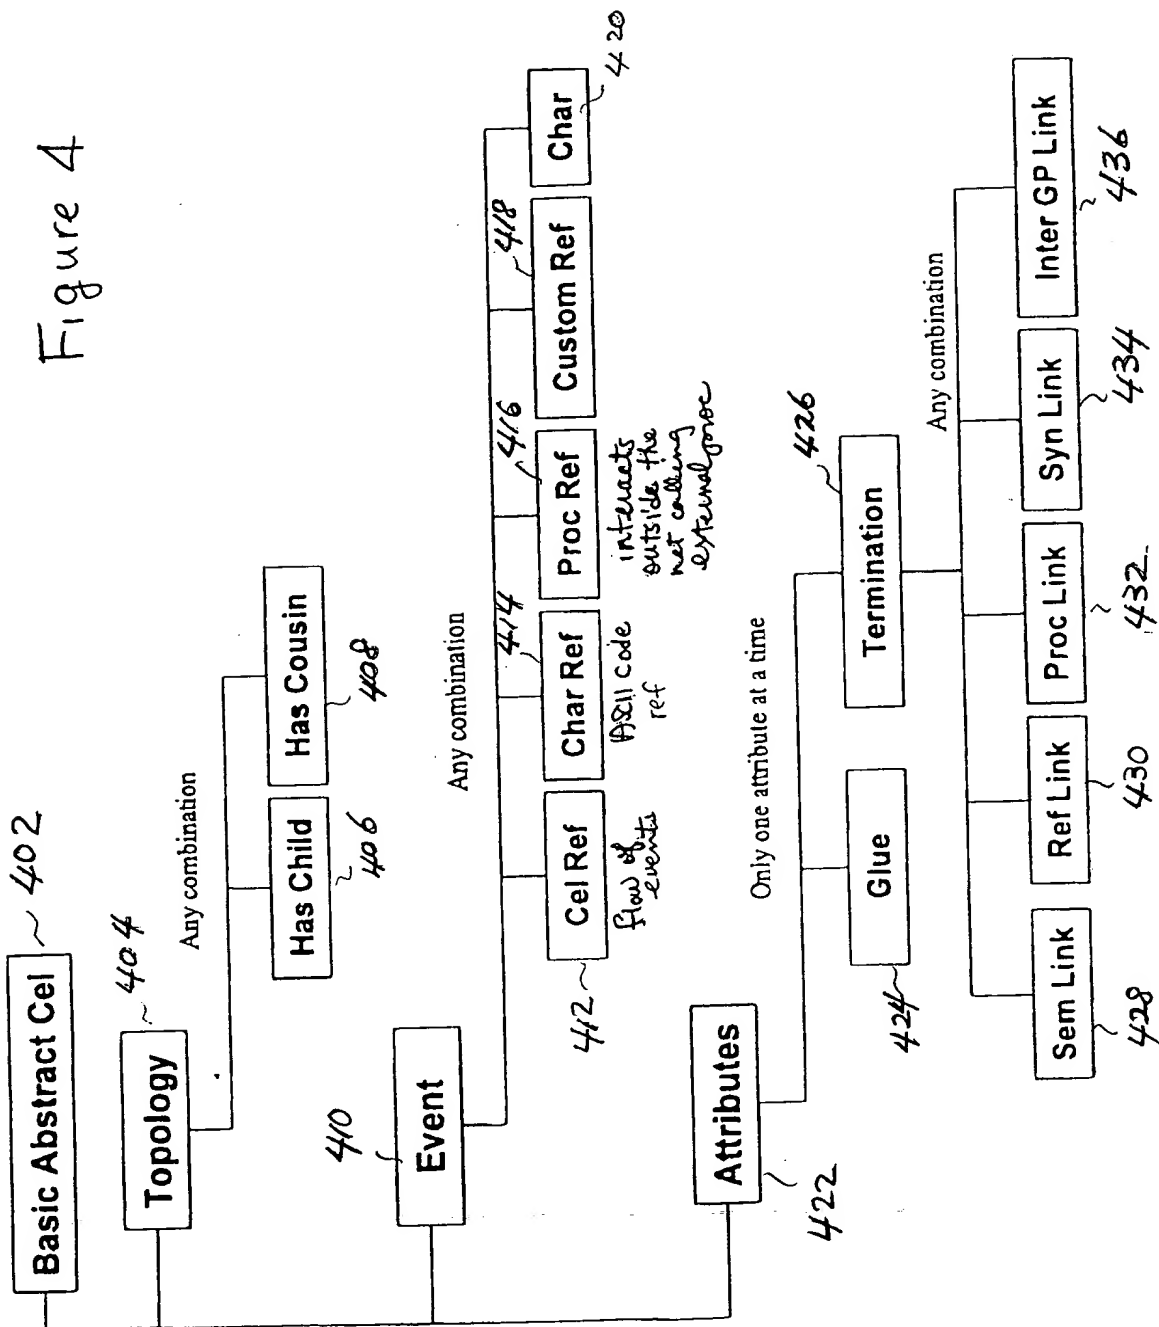 Figure 4
Basic Abstract Cel
402
Topology
404
Any combination
Has Child
406
Has Cousin
408
Event
410
Any combination
Cel Ref
412
flow of
events
Char Ref
414
ASCII code
ref
Proc Ref
416
interacts
outside the
net calling
external proc
Custom Ref
418
Char
420
Attributes
422
Only one attribute at a time
Glue
424
Termination
426
Any combination
Sem Link
428
Ref Link
430
Proc Link
432
Syn Link
434
Inter GP Link
436